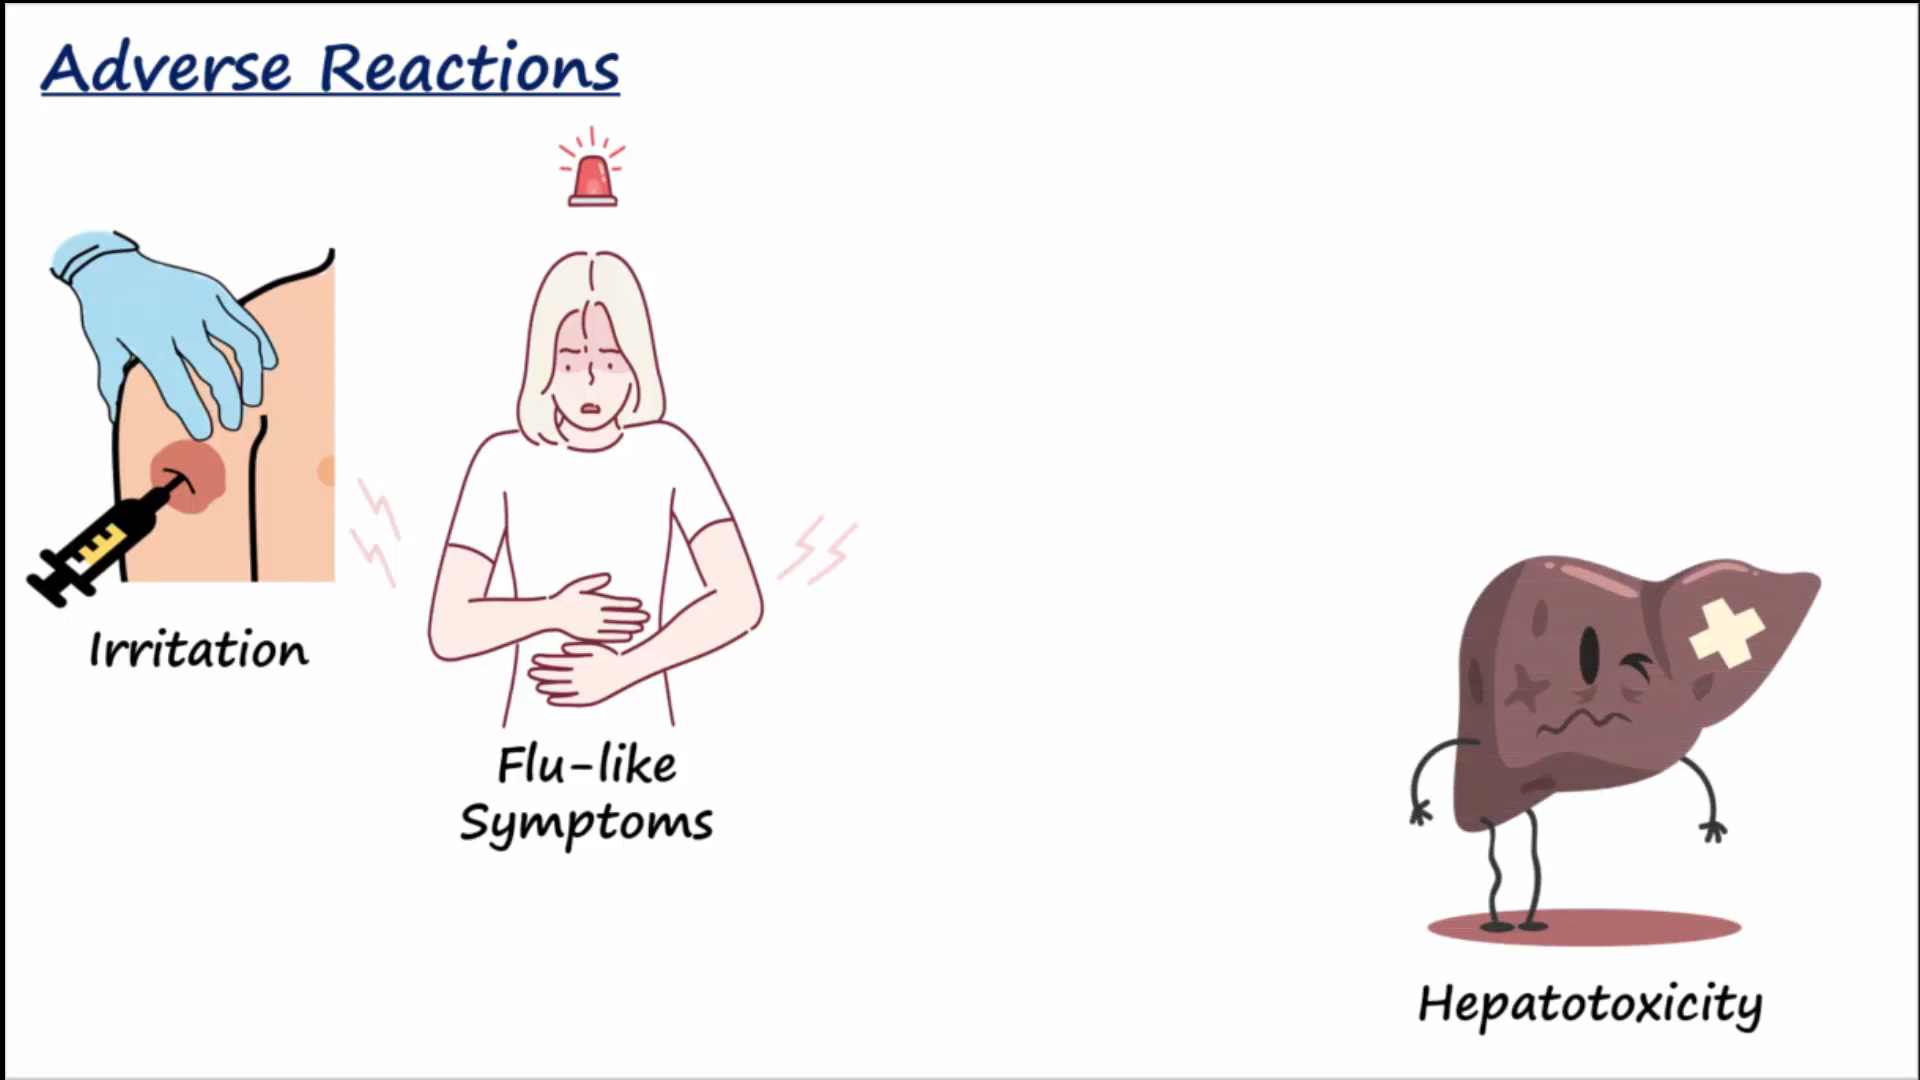 Adverse Reactions
Irritation
Flu-like
Symptoms
Hepatotoxicity